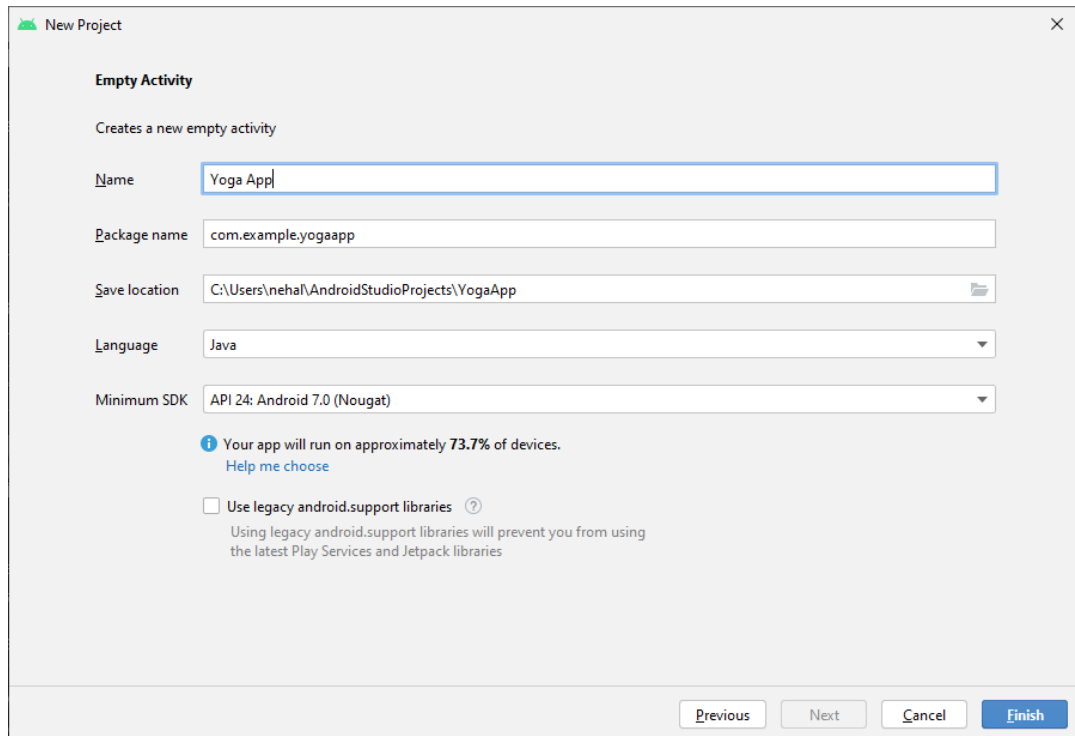 New Project
Empty Activity
Creates a new empty activity
Name Yoga App
Package name com.example.yogaapp
Save location C:\Users\nehal\AndroidStudioProjects\YogaApp
Language Java
Minimum SDK API 24: Android 7.0 (Nougat)
Your app will run on approximately 73.7% of devices.
Help me choose
Use legacy android.support libraries ?
Using legacy android.support libraries will prevent you from using
the latest Play Services and Jetpack libraries
Previous Next Cancel Finish